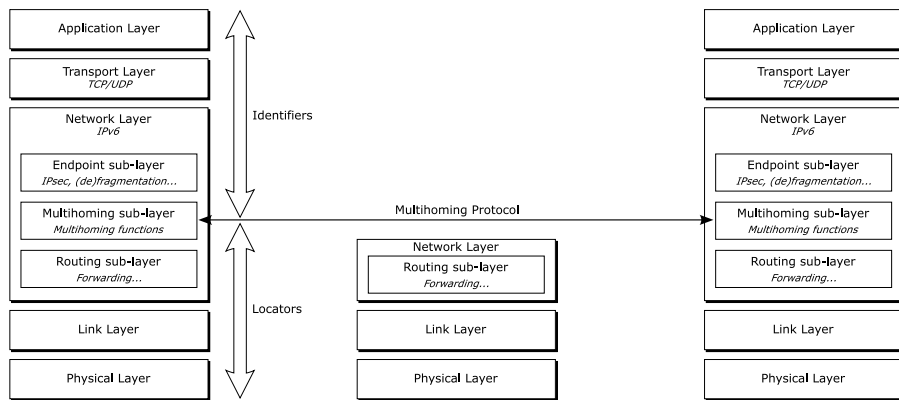 Application Layer
Transport Layer
TCP/UDP
Network Layer
IPv6
Endpoint sub-layer
IPsec, (de)fragmentation...
Multihoming sub-layer
Multihoming functions
Routing sub-layer
Forwarding...
Link Layer
Physical Layer
Identifiers
Locators
Multihoming Protocol
Network Layer
Routing sub-layer
Forwarding...
Link Layer
Physical Layer
Application Layer
Transport Layer
TCP/UDP
Network Layer
IPv6
Endpoint sub-layer
IPsec, (de)fragmentation...
Multihoming sub-layer
Multihoming functions
Routing sub-layer
Forwarding...
Link Layer
Physical Layer